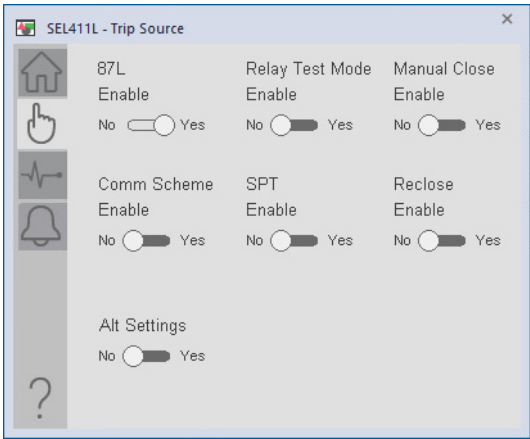 SEL411L - Trip Source
87L
Enable
No Yes
Relay Test Mode
Enable
No Yes
Manual Close
Enable
No Yes
Comm Scheme
Enable
No Yes
SPT
Enable
No Yes
Reclose
Enable
No Yes
Alt Settings
No Yes
?